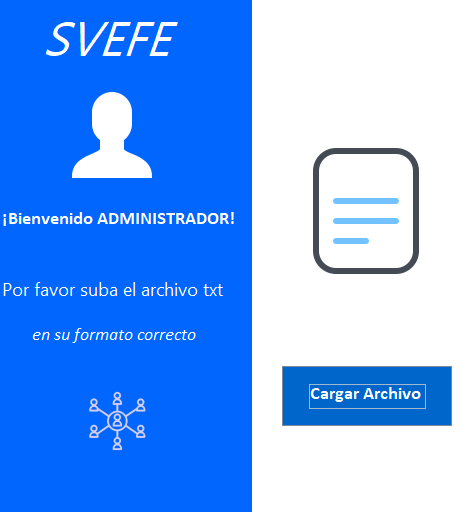 SVEFE
¡Bienvenido ADMINISTRADOR!
Por favor suba el archivo txt
en su formato correcto
Cargar Archivo